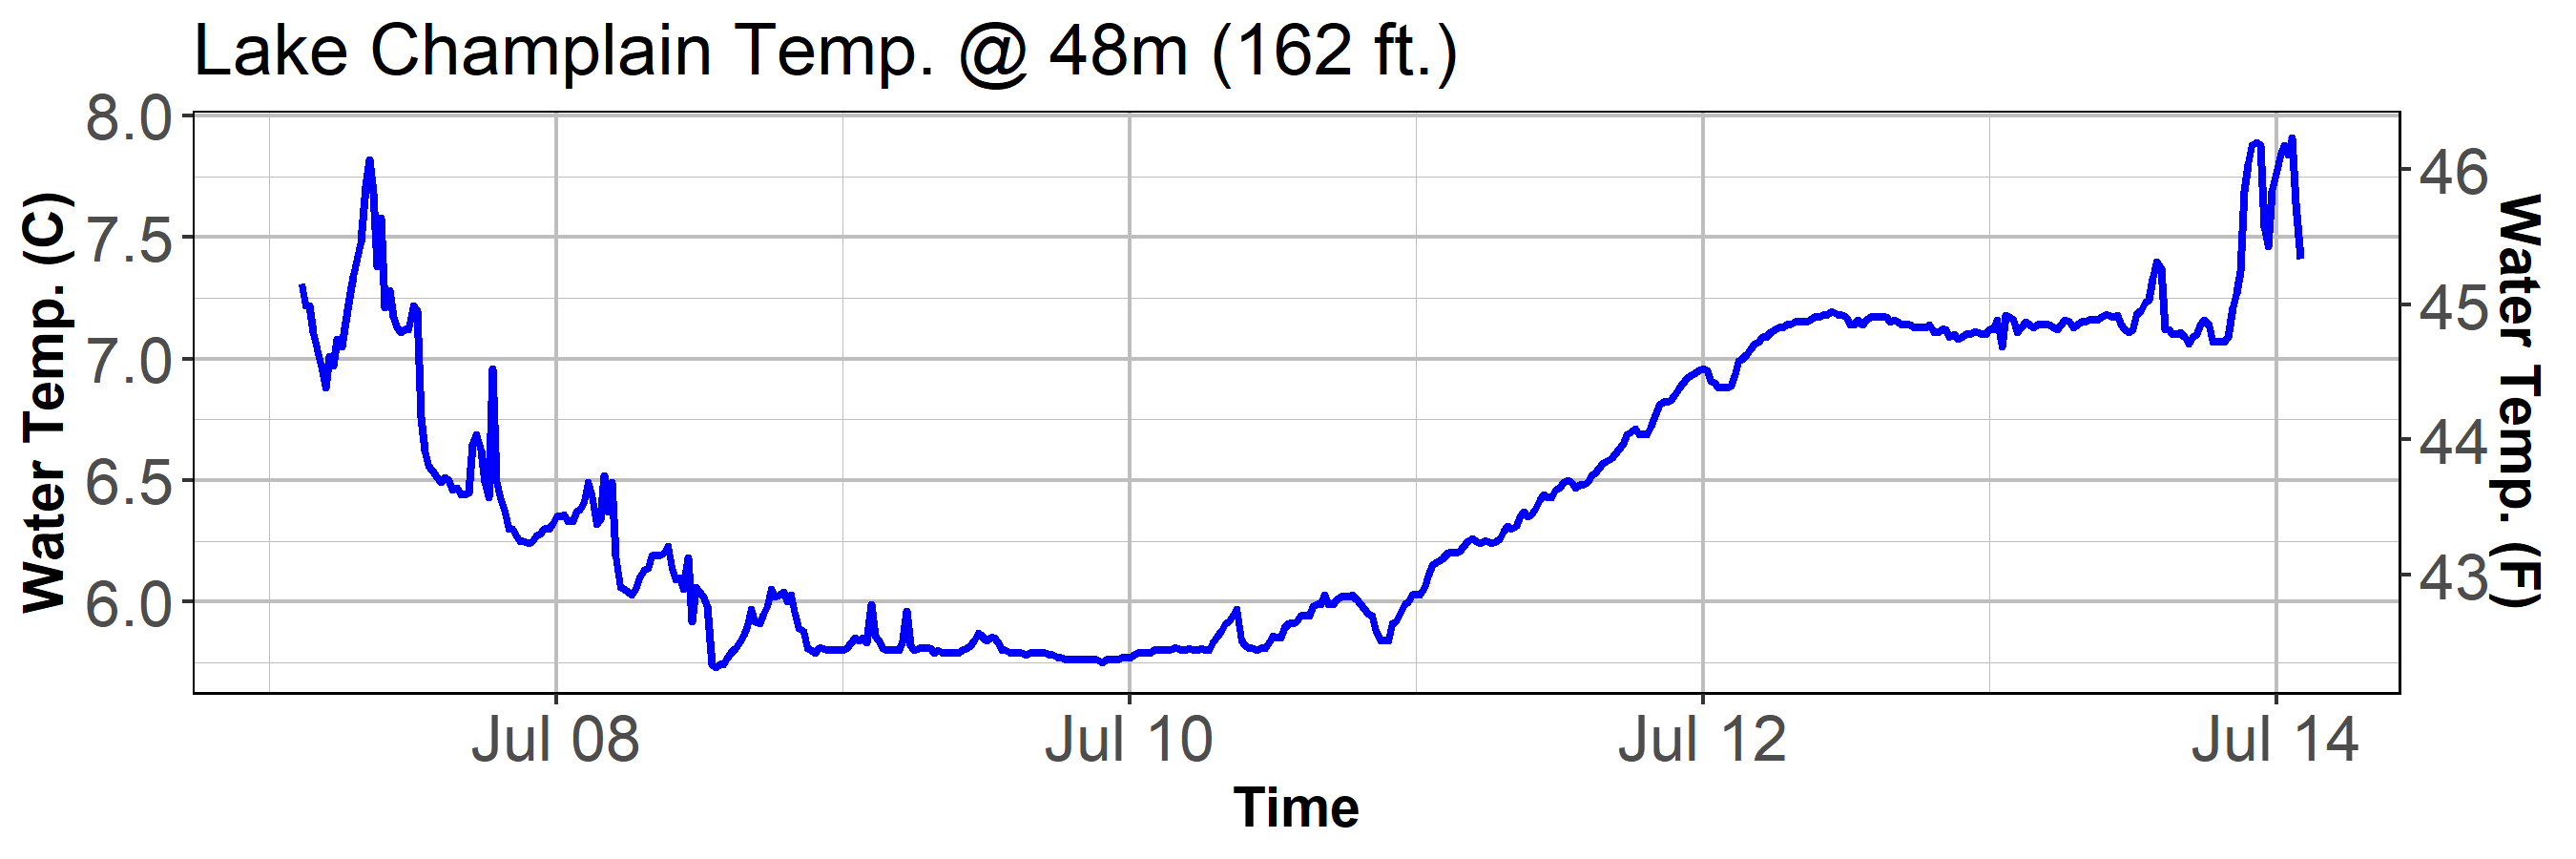 Lake Champlain Temp. @ 48m (162 ft.)
Water Temp. (C)
8.0
7.5
7.0
6.5
6.0
46
45
44
43
Water Temp. (F)
Jul 08 Jul 10 Jul 12 Jul 14
Time